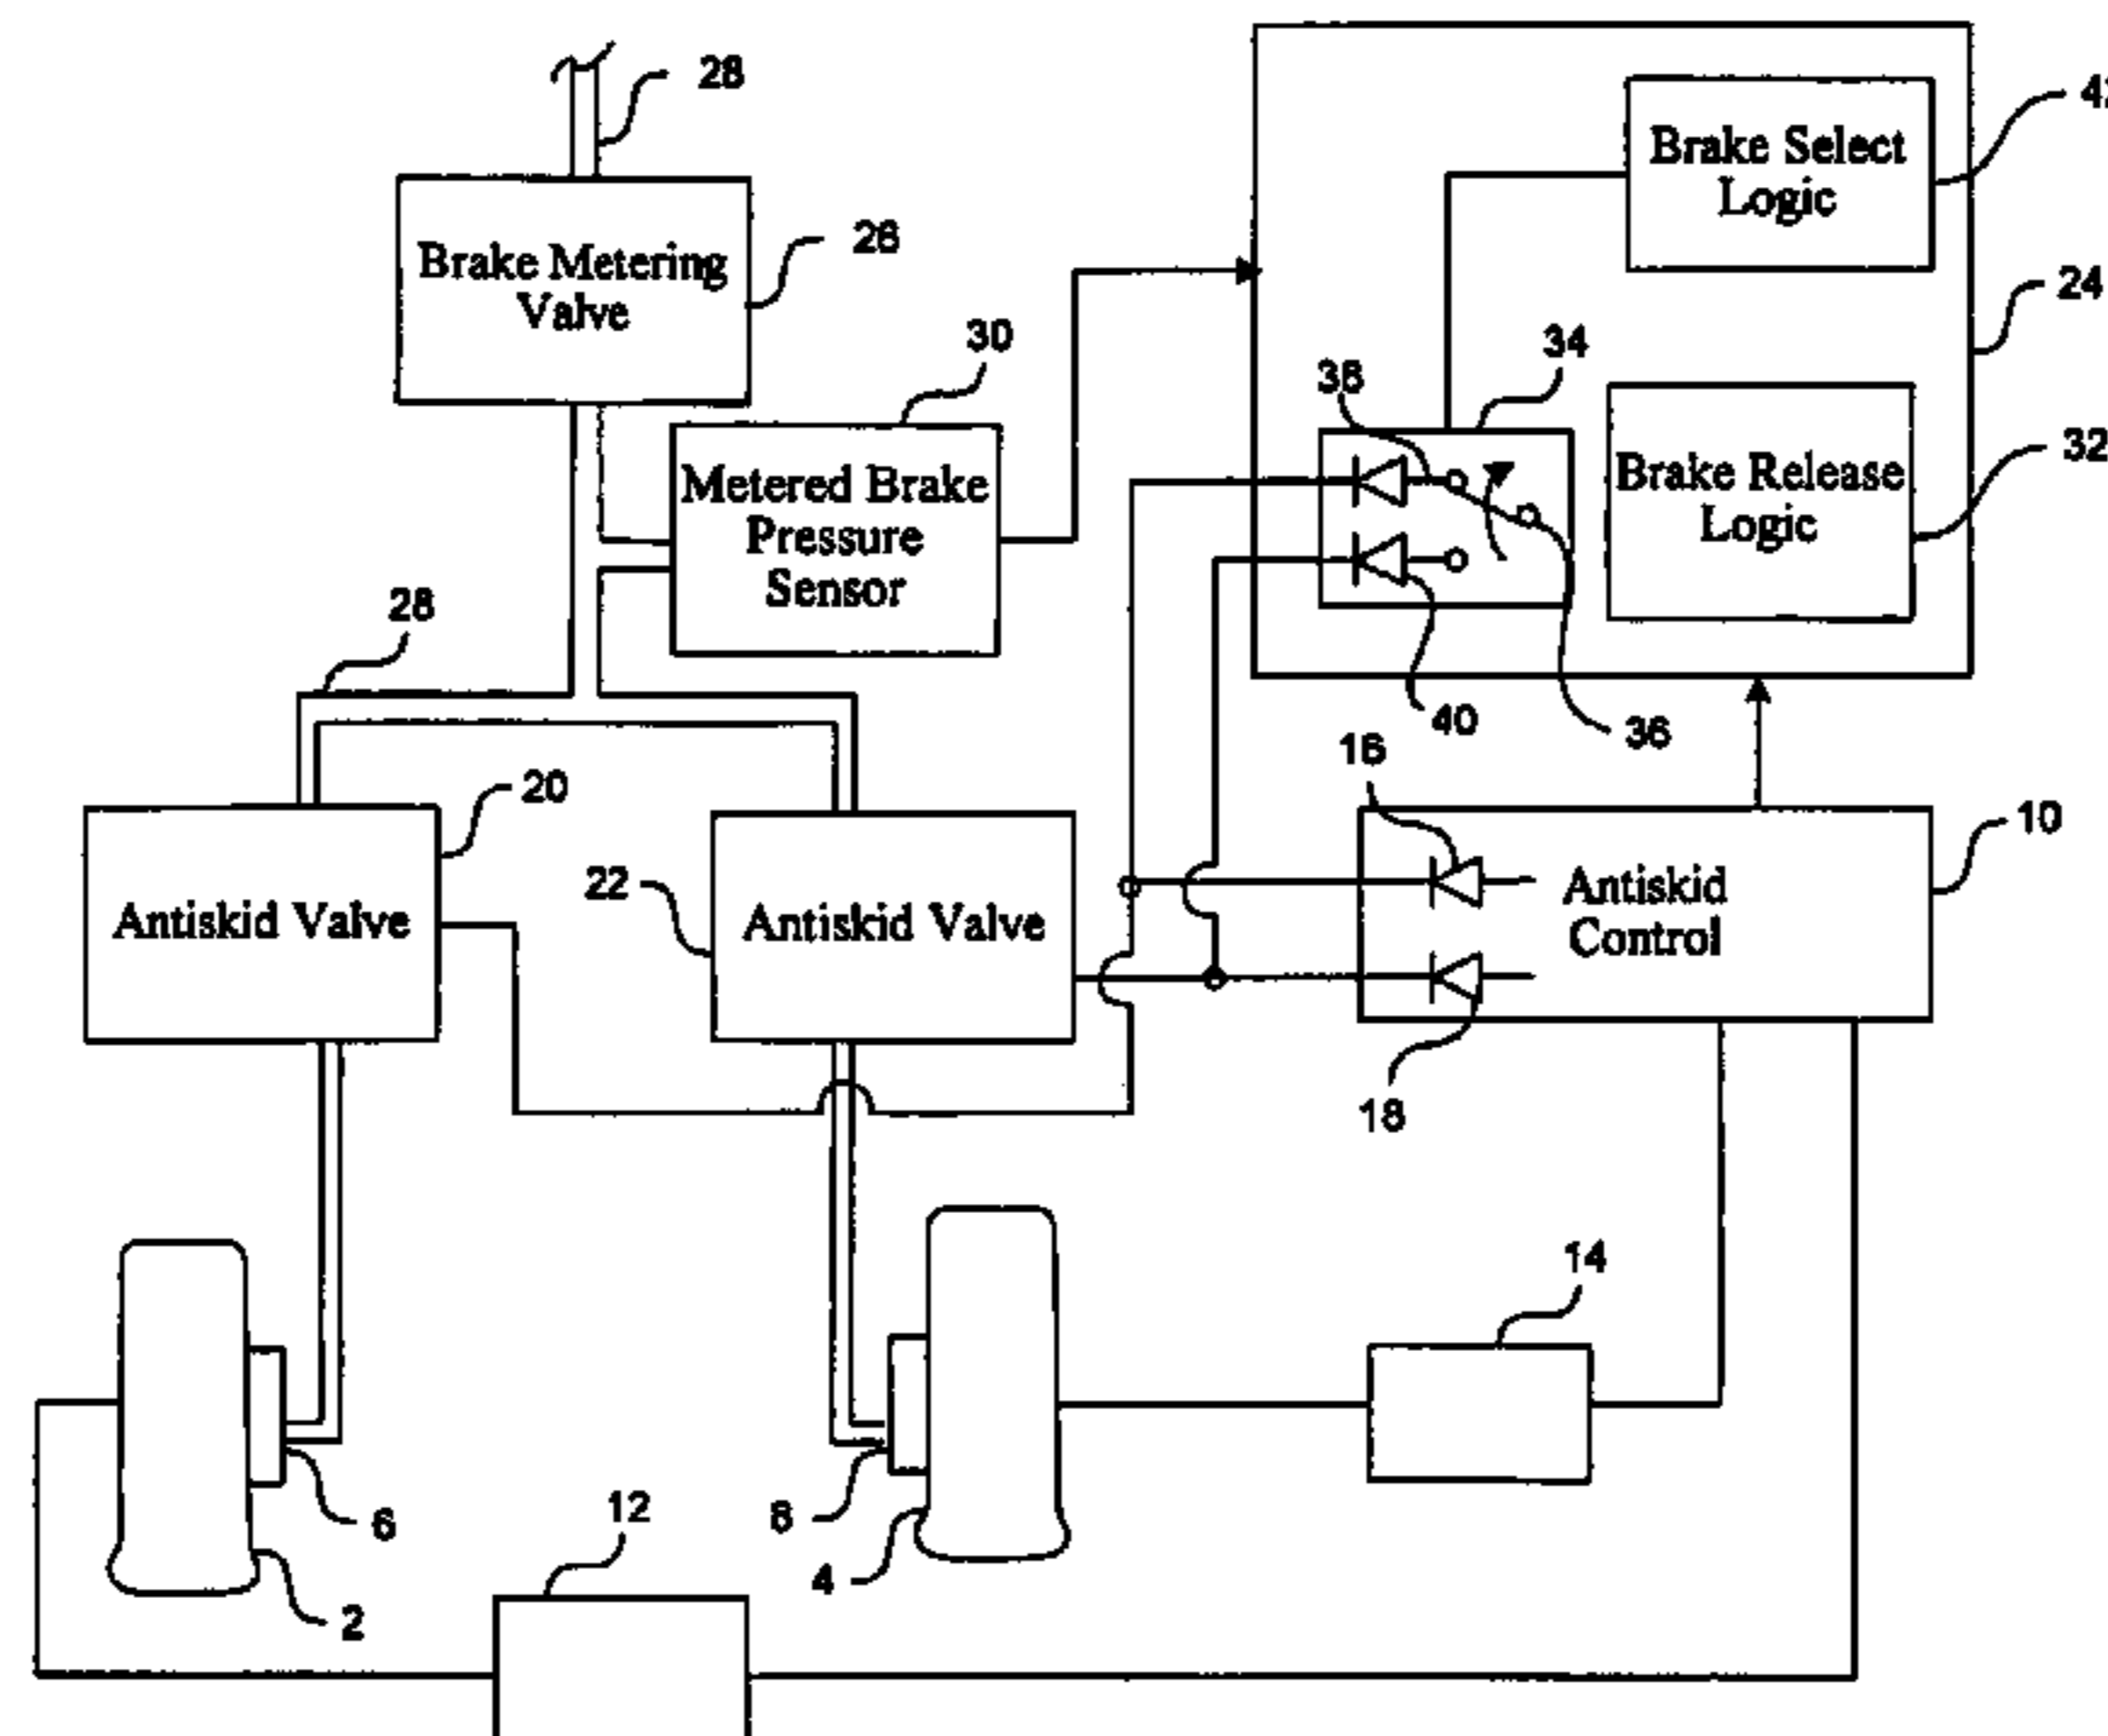 28
42
Brake Select
Logic
26
Brake Metering
Valve
24
30
34
38
Metered Brake
Pressure
Sensor
Brake Release
Logic
32
28
40
36
16
20
10
22
Antiskid Valve
Antiskid Valve
Antiskid
Control
18
14
6
12
8
4
2